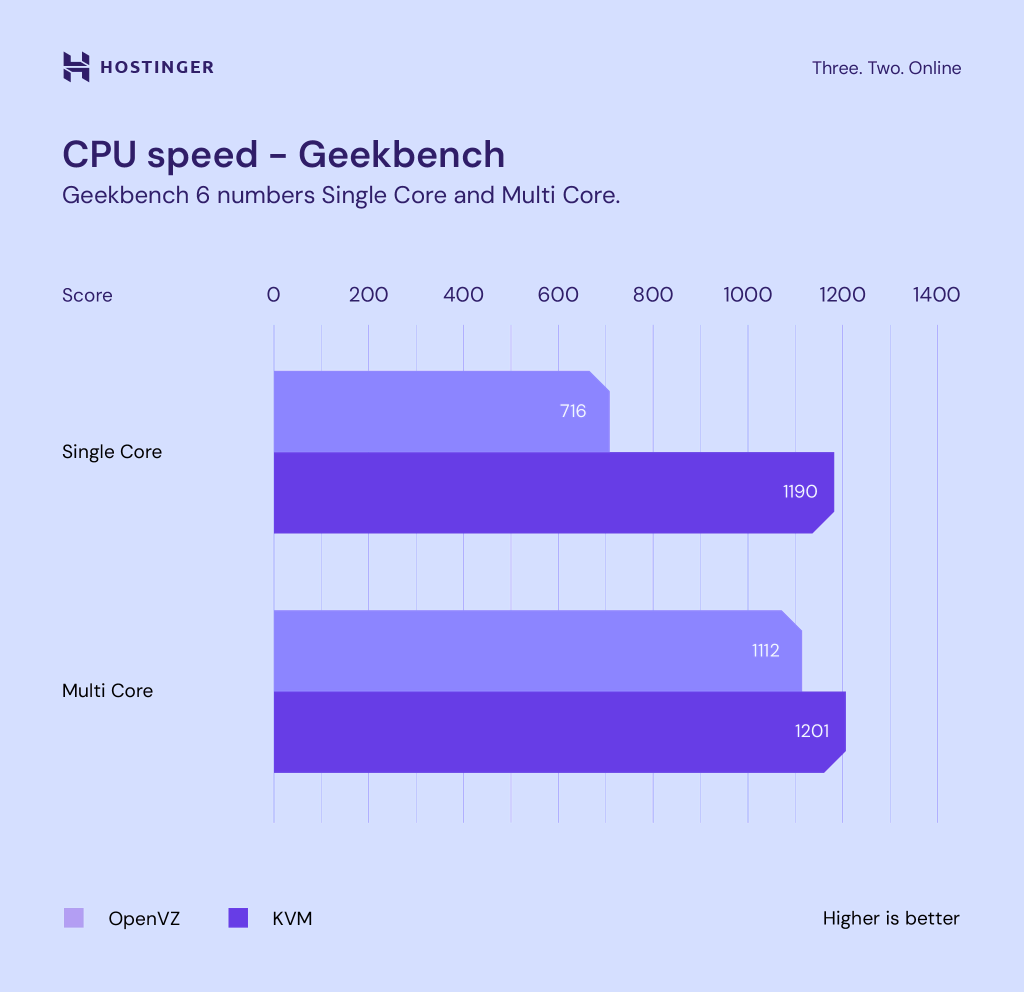 HOSTINGER
Three. Two. Online
CPU speed - Geekbench
Geekbench 6 numbers Single Core and Multi Core.
Score 0 200 400 600 800 1000 1200 1400
716
Single Core
1190
1112
Multi Core
1201
OpenVZ KVM Higher is better